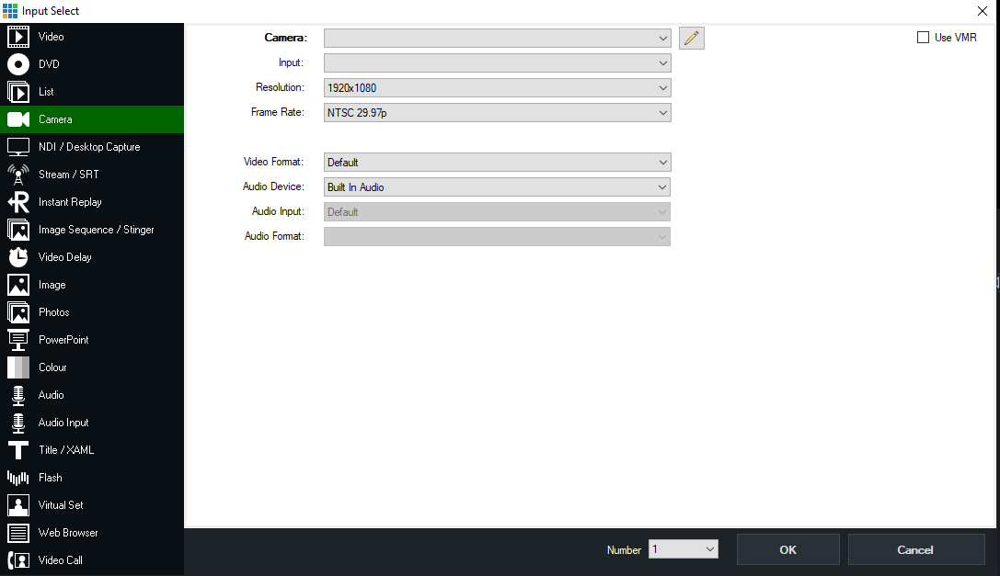 Input Select
Video
DVD
List
Camera
NDI / Desktop Capture
Stream / SRT
Instant Replay
Image Sequence / Stinger
Video Delay
Image
Photos
PowerPoint
Colour
Audio
Audio Input
Title / XAML
Flash
Virtual Set
Web Browser
Video Call
Camera:
Use VMR
Input:
Resolution: 1920x1080
Frame Rate: NTSC 29.97p
Video Format: Default
Audio Device: Built In Audio
Audio Input: Default
Audio Format:
Number 1 OK Cancel